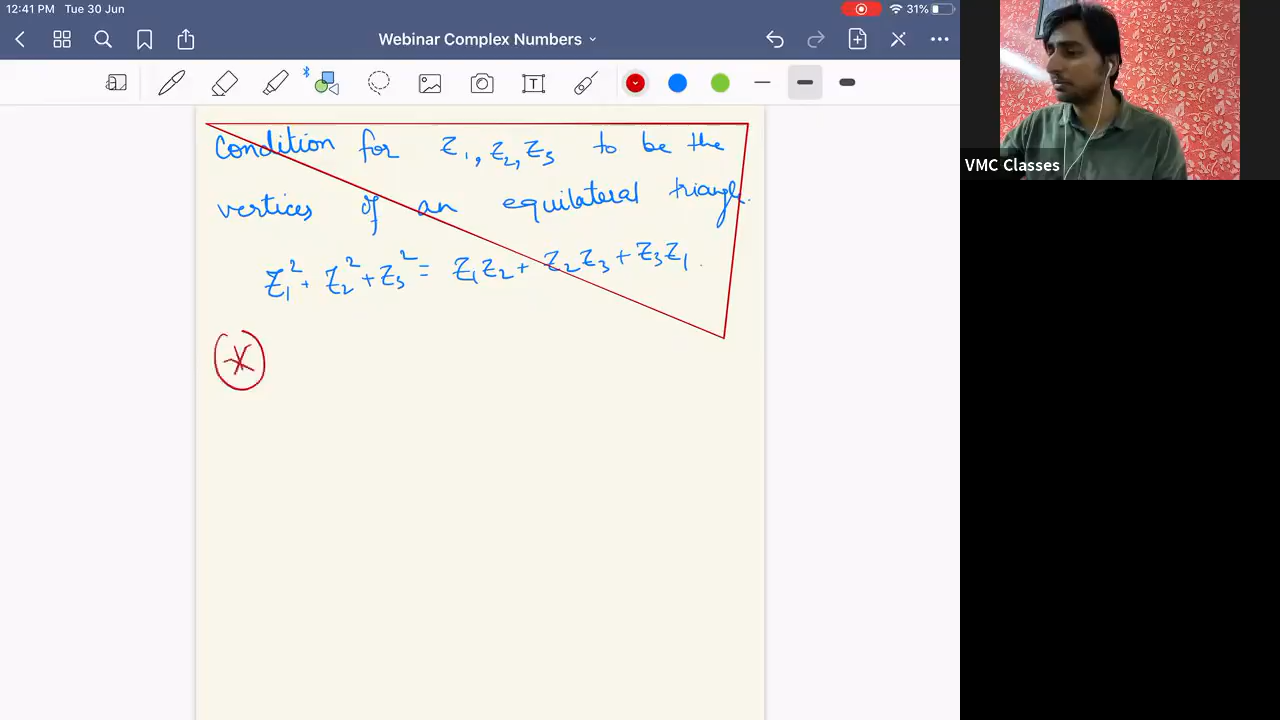 12:41 PM Tue 30 Jun
31%
Webinar Complex Numbers
T
VMC Classes
Condition for z₁, z₂, z₃ to be the
vertices of an equilateral triangle.
z₁² + z₂² + z₃² = z₁z₂ + z₂z₃ + z₃z₁.